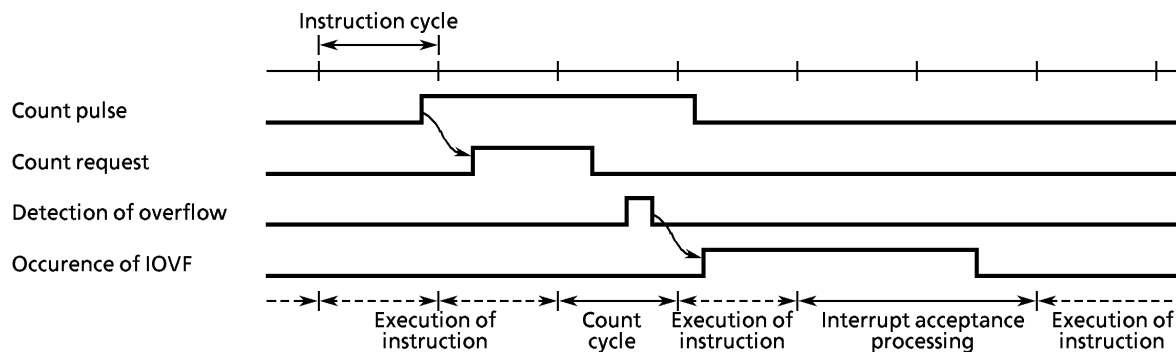 Instruction cycle
Count pulse
Count request
Detection of overflow
Occurence of IOVF
Execution of
instruction
Count
cycle
Execution of
instruction
Interrupt acceptance
processing
Execution of
instruction